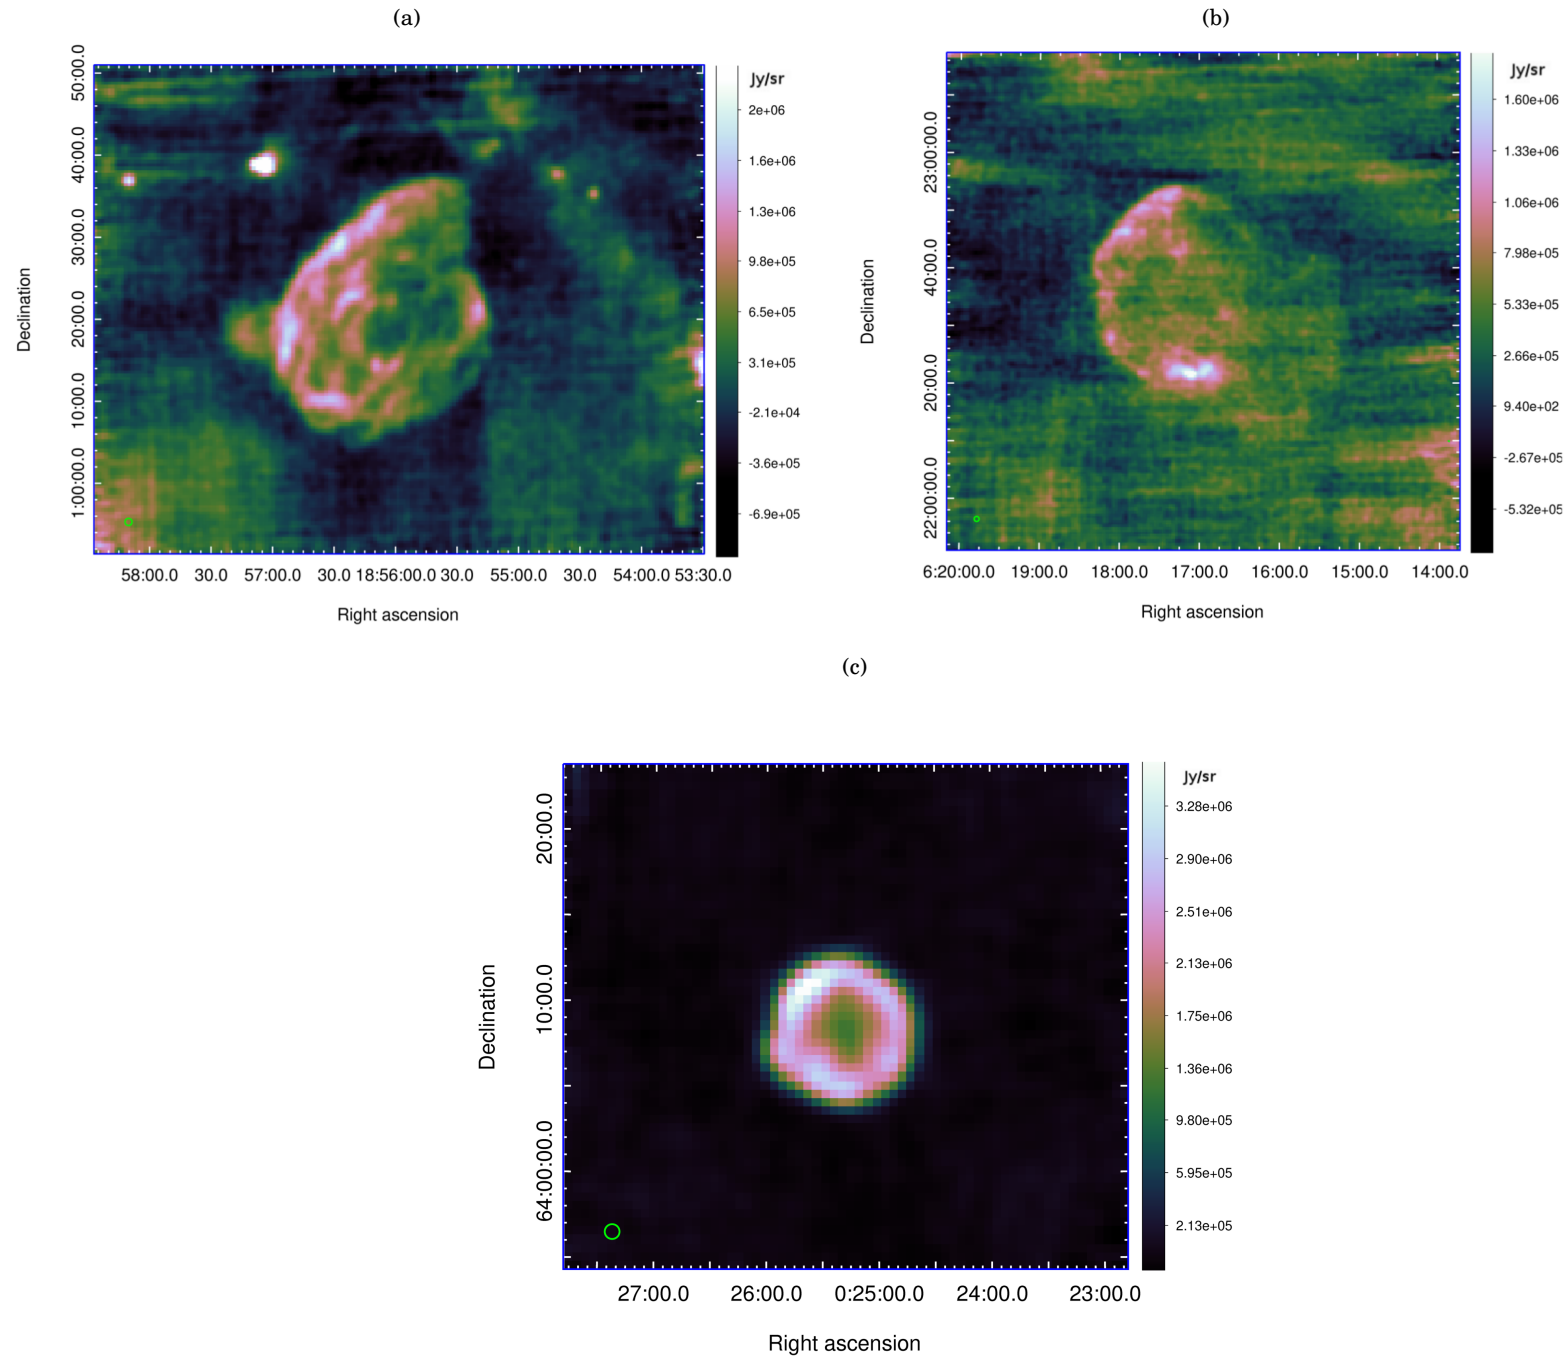 (a)
Jy/sr
2e+06
1.6e+06
1.3e+06
9.8e+05
6.5e+05
3.1e+05
-2.1e+04
-3.6e+05
-6.9e+05
50:00.0
40:00.0
30:00.0
20:00.0
10:00.0
1:00:00.0
Declination
58:00.0 30.0 57:00.0 30.0 18:56:00.0 30.0 55:00.0 30.0 54:00.0 53:30.0
Right ascension
(b)
Jy/sr
1.60e+06
1.33e+06
1.06e+06
7.98e+05
5.33e+05
2.66e+05
9.40e+02
-2.67e+05
-5.32e+05
23:00:00.0
40:00.0
20:00.0
22:00:00.0
Declination
6:20:00.0 19:00.0 18:00.0 17:00.0 16:00.0 15:00.0 14:00.0
Right ascension
(c)
Jy/sr
3.28e+06
2.90e+06
2.51e+06
2.13e+06
1.75e+06
1.36e+06
9.80e+05
5.95e+05
2.13e+05
20:00.0
10:00.0
64:00:00.0
Declination
27:00.0 26:00.0 0:25:00.0 24:00.0 23:00.0
Right ascension